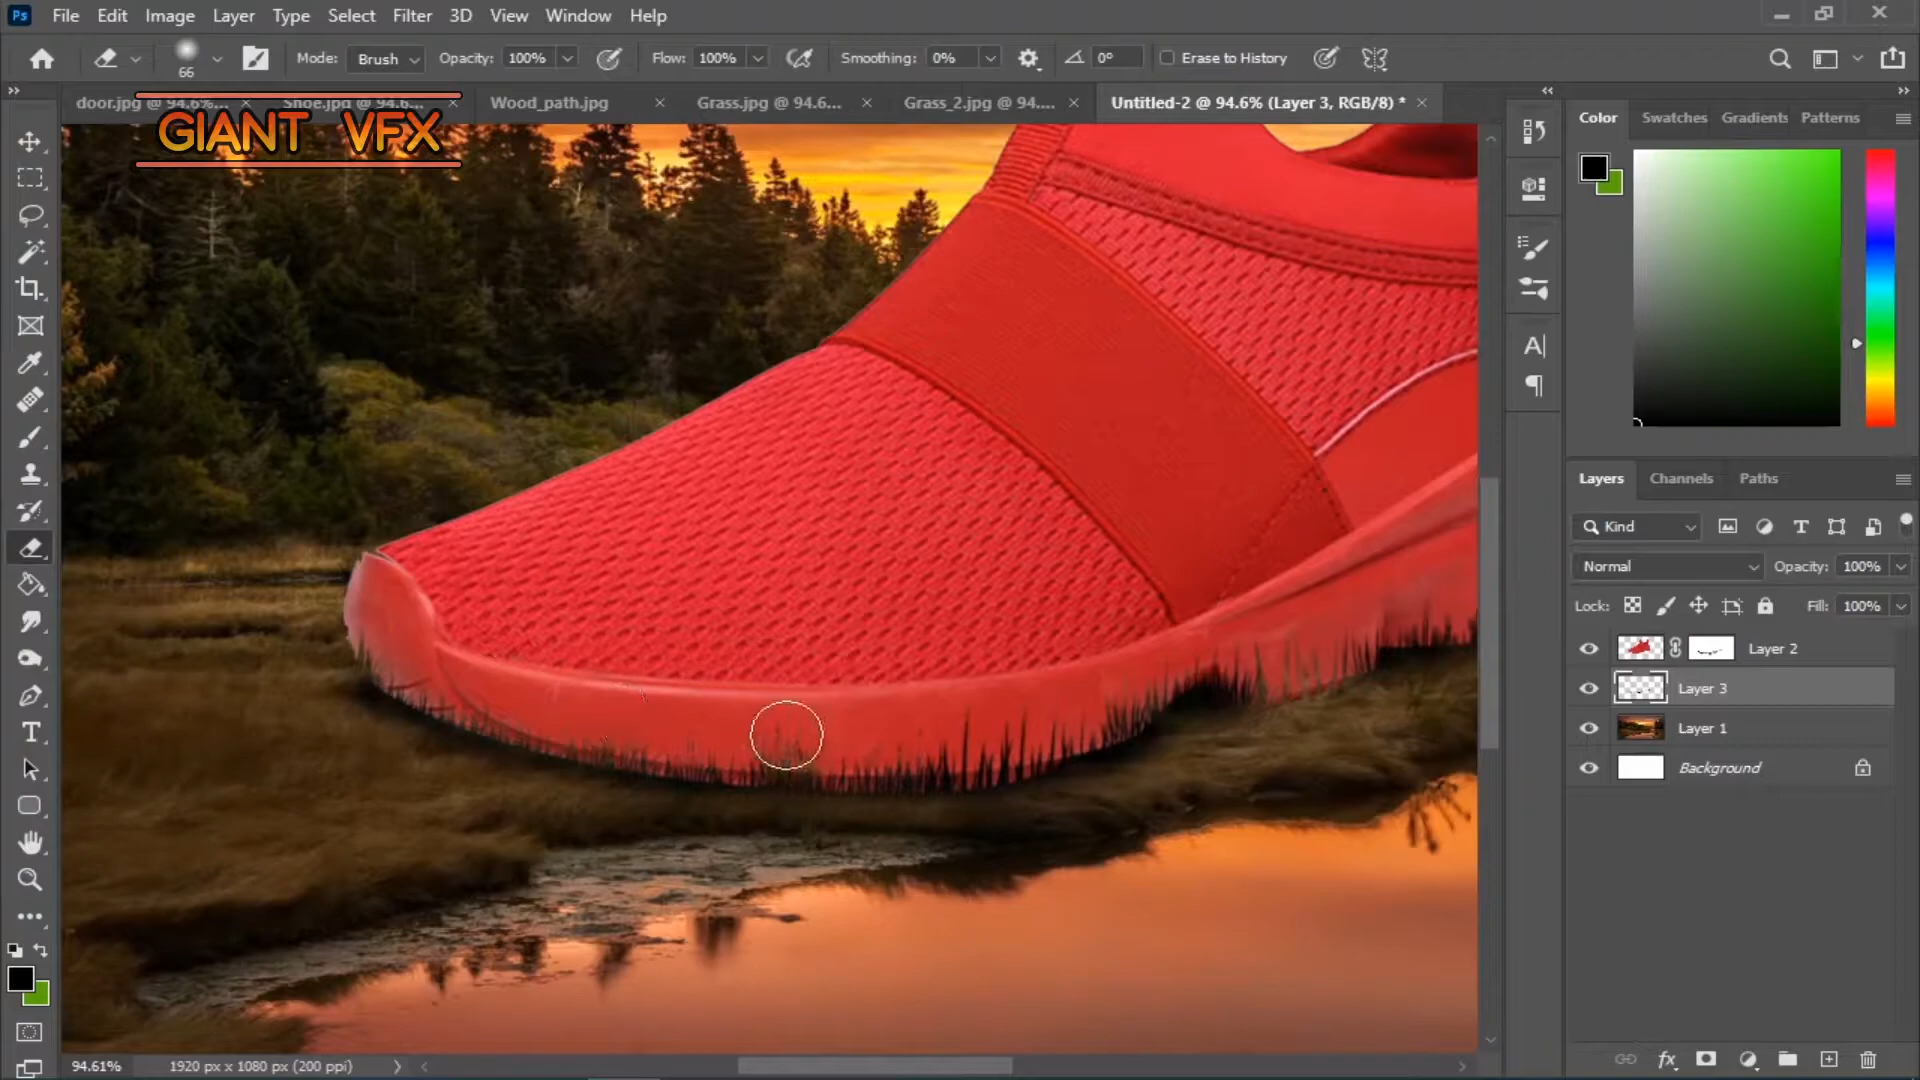 Ps File Edit Image Layer Type Select Filter 3D View Window Help
66 Mode: Brush Opacity: 100% Flow: 100% Smoothing: 0% 0° Erase to History
door.jpg @ 94.6%... Shoe.jpg @ 94.6... Wood_path.jpg Grass.jpg @ 94.6... Grass_2.jpg @ 94.... Untitled-2 @ 94.6% (Layer 3, RGB/8) *
GIANT VFX
Color Swatches Gradients Patterns
Layers Channels Paths
Kind
Normal Opacity: 100%
Lock: Fill: 100%
Layer 2
Layer 3
Layer 1
Background
94.61% 1920 px x 1080 px (200 ppi)